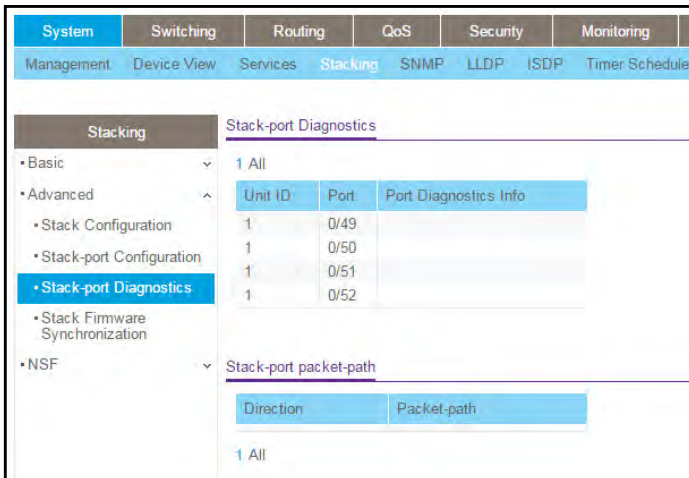 System Switching Routing QoS Security Monitoring
Management Device View Services Stacking SNMP LLDP ISDP Timer Schedule
Stacking
Basic
Advanced
Stack Configuration
Stack-port Configuration
Stack-port Diagnostics
Stack Firmware
Synchronization
NSF
Stack-port Diagnostics
1 All
Unit ID Port Port Diagnostics Info
1 0/49
1 0/50
1 0/51
1 0/52
Stack-port packet-path
Direction Packet-path
1 All